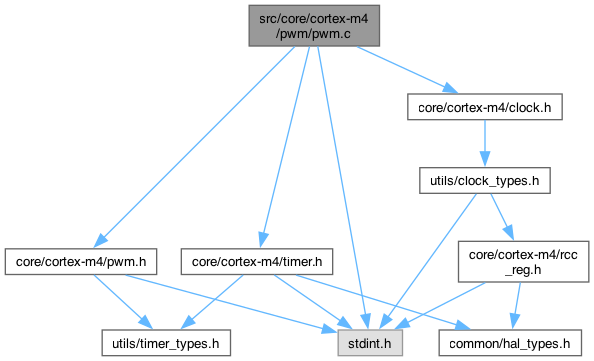 src/core/cortex-m4
/pwm/pwm.c
core/cortex-m4/clock.h
utils/clock_types.h
core/cortex-m4/pwm.h
core/cortex-m4/timer.h
core/cortex-m4/rcc
_reg.h
utils/timer_types.h
stdint.h
common/hal_types.h